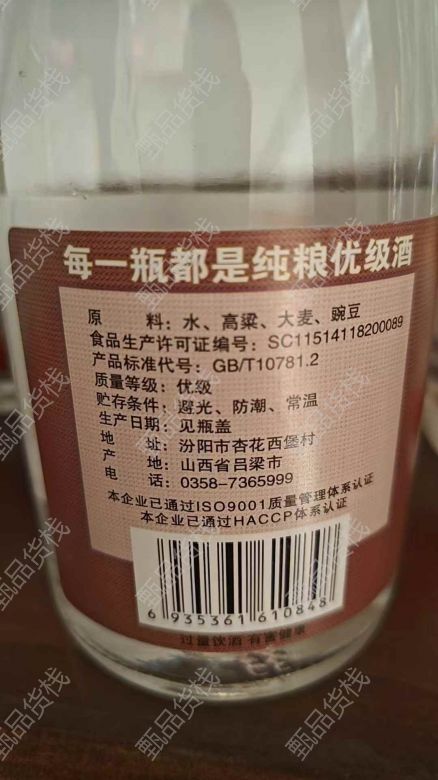 每一瓶都是纯粮优级酒
原料：水、高粱、大麦、豌豆
食品生产许可证编号：SC11514118200089
产品标准代号：GB/T10781.2
质量等级：优级
贮存条件：避光、防潮、常温
生产日期：见瓶盖
地址：汾阳市杏花西堡村
产地：山西省吕梁市
电话：0358-7365999
本企业已通过ISO9001质量管理体系认证
本企业已通过HACCP体系认证
6 935361 610848
过量饮酒 有害健康
甄品货栈